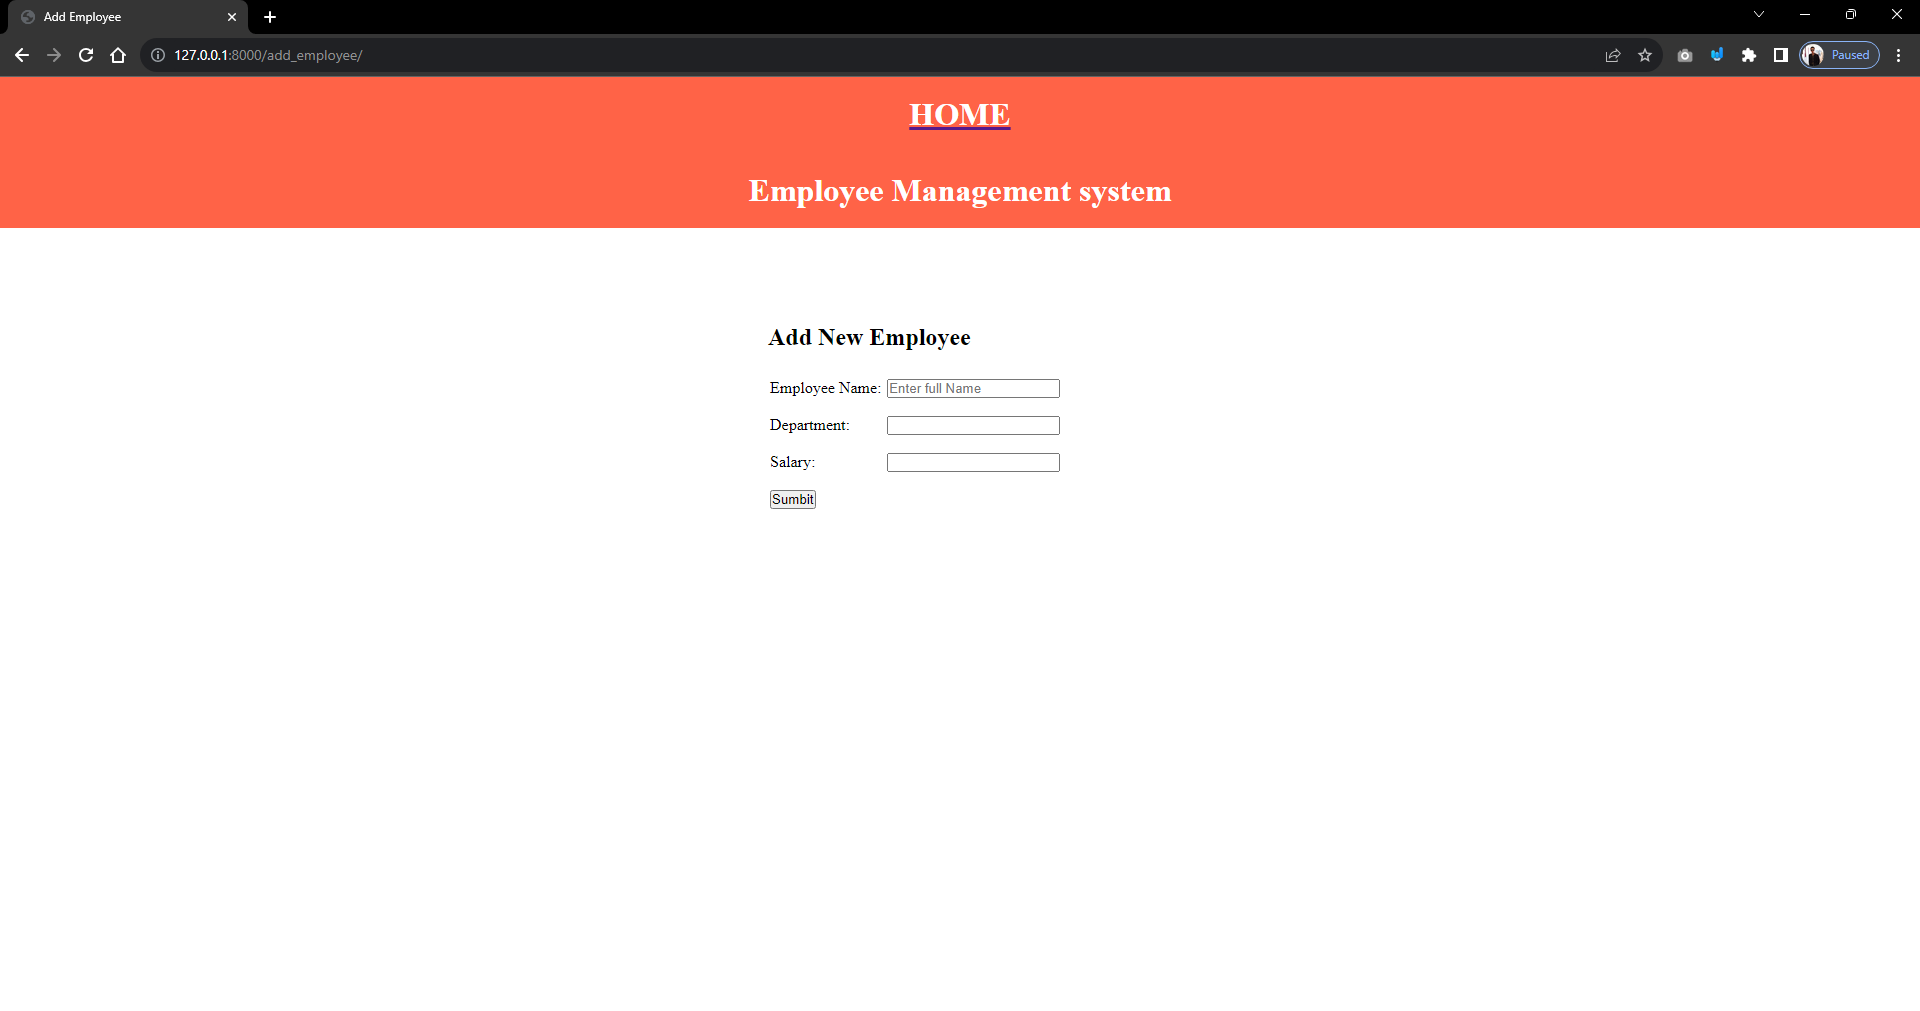 Add Employee
127.0.0.1:8000/add_employee/
Paused
HOME
Employee Management system
Add New Employee
Employee Name: Enter full Name
Department:
Salary:
Sumbit